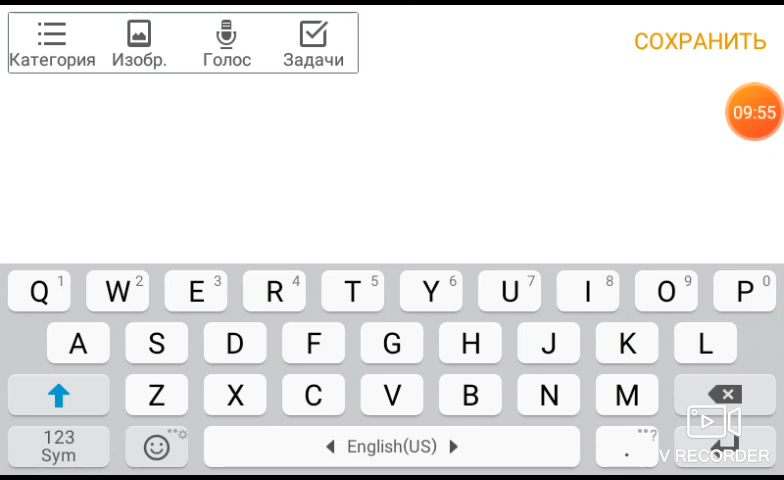 Категория Изобр. Голос Задачи
СОХРАНИТЬ
09:55
Q 1 W 2 E 3 R 4 T 5 Y 6 U 7 I 8 O 9 P 0
A S D F G H J K L
Z X C V B N M
123
Sym
English(US)
. ?
V RECORDER